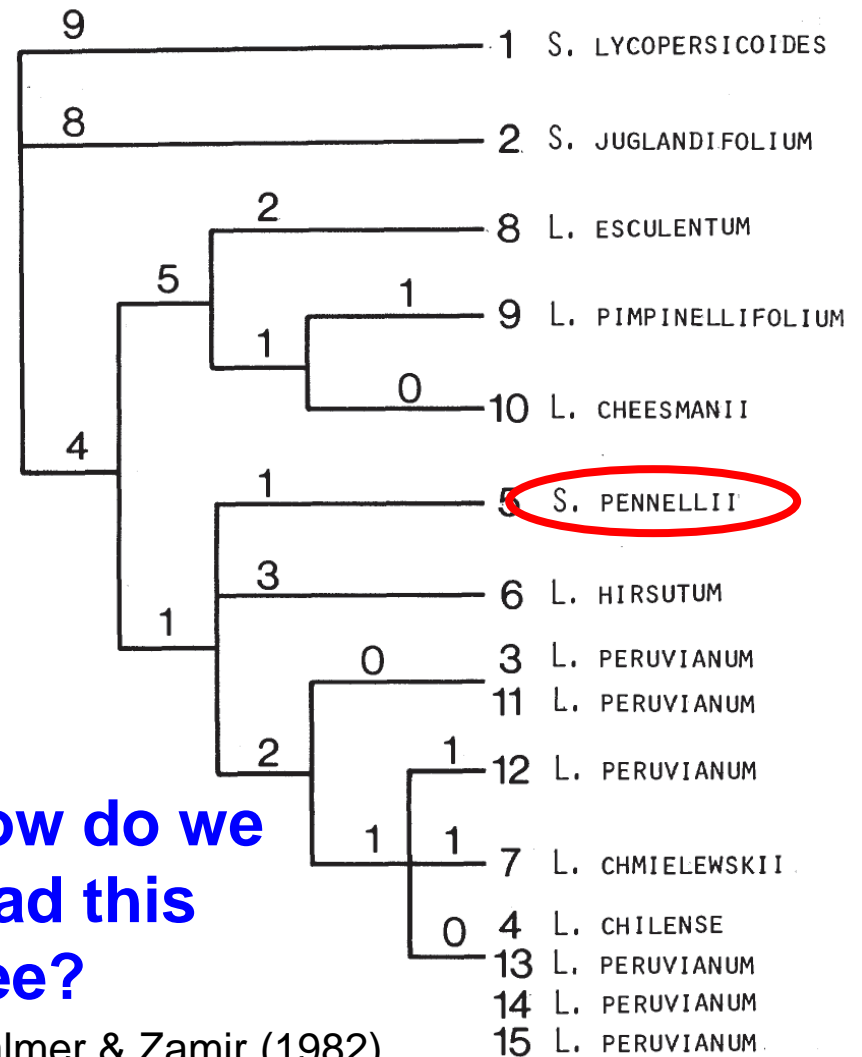 9
1 S. LYCOPERSICOIDES
8
2 S. JUGLANDIFOLIUM
2
8 L. ESCULENTUM
5
1
9 L. PIMPINELLIFOLIUM
1
0
10 L. CHEESMANII
4
1
5 S. PENNELLII
3
6 L. HIRSUTUM
1
0
3 L. PERUVIANUM
11 L. PERUVIANUM
2
1
12 L. PERUVIANUM
1
1
7 L. CHMIELEWSKII
0
4 L. CHILENSE
13 L. PERUVIANUM
14 L. PERUVIANUM
15 L. PERUVIANUM
ow do we
ad this
ee?
almer & Zamir (1982)